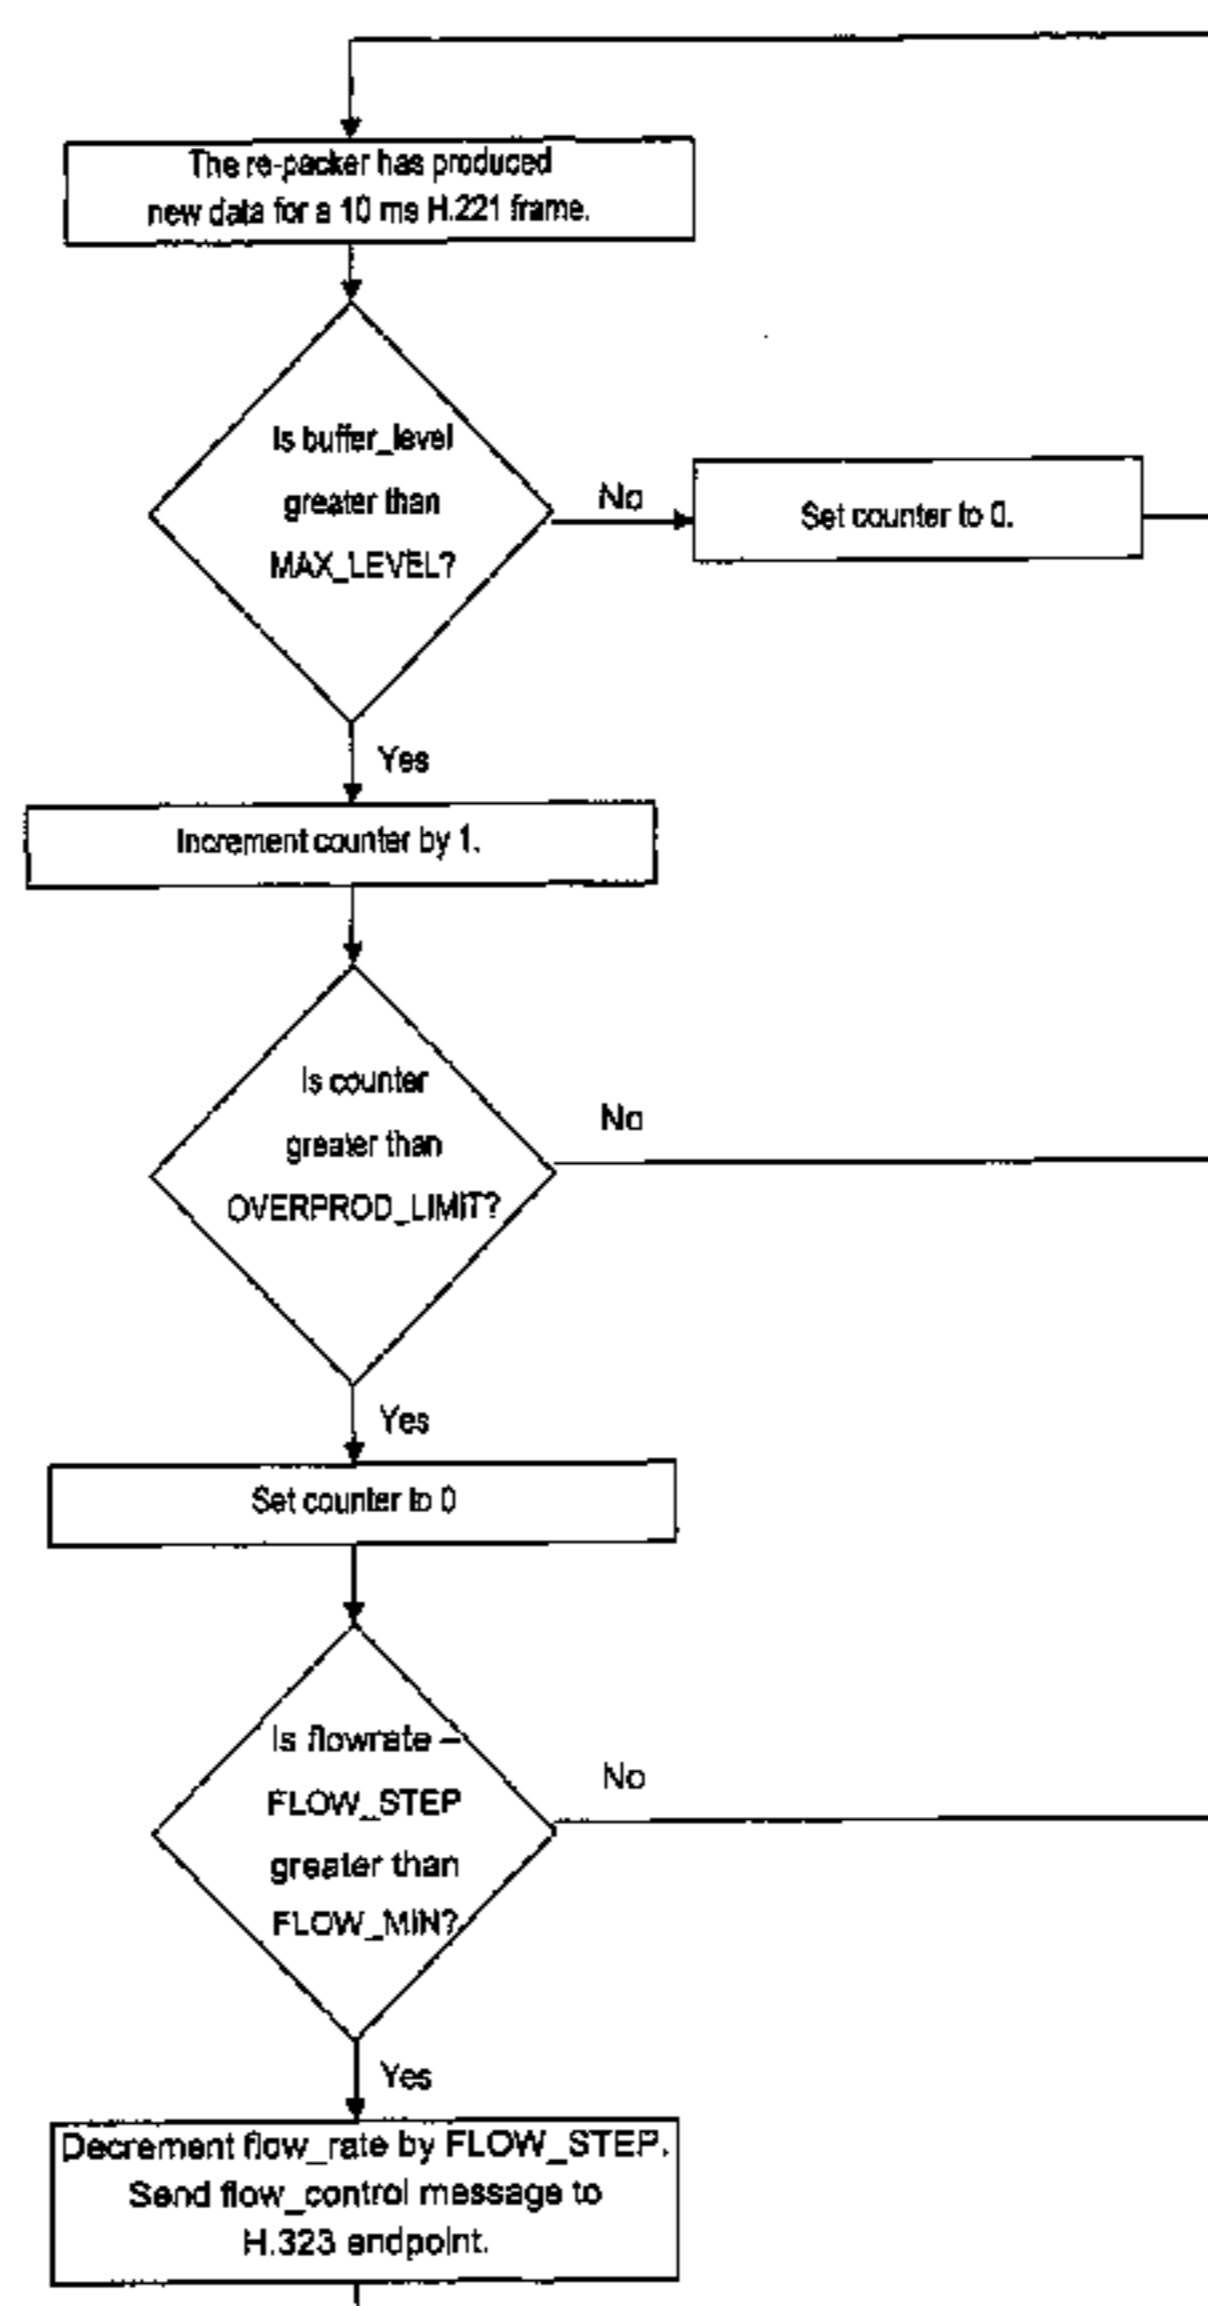 The re-packer has produced
new data for a 10 ms H.221 frame.
Is buffer_level
greater than
MAX_LEVEL?
No
Set counter to 0.
Yes
Increment counter by 1.
Is counter
greater than
OVERPROD_LIMIT?
No
Yes
Set counter to 0
Is flowrate –
FLOW_STEP
greater than
FLOW_MIN?
No
Yes
Decrement flow_rate by FLOW_STEP.
Send flow_control message to
H.323 endpoint.